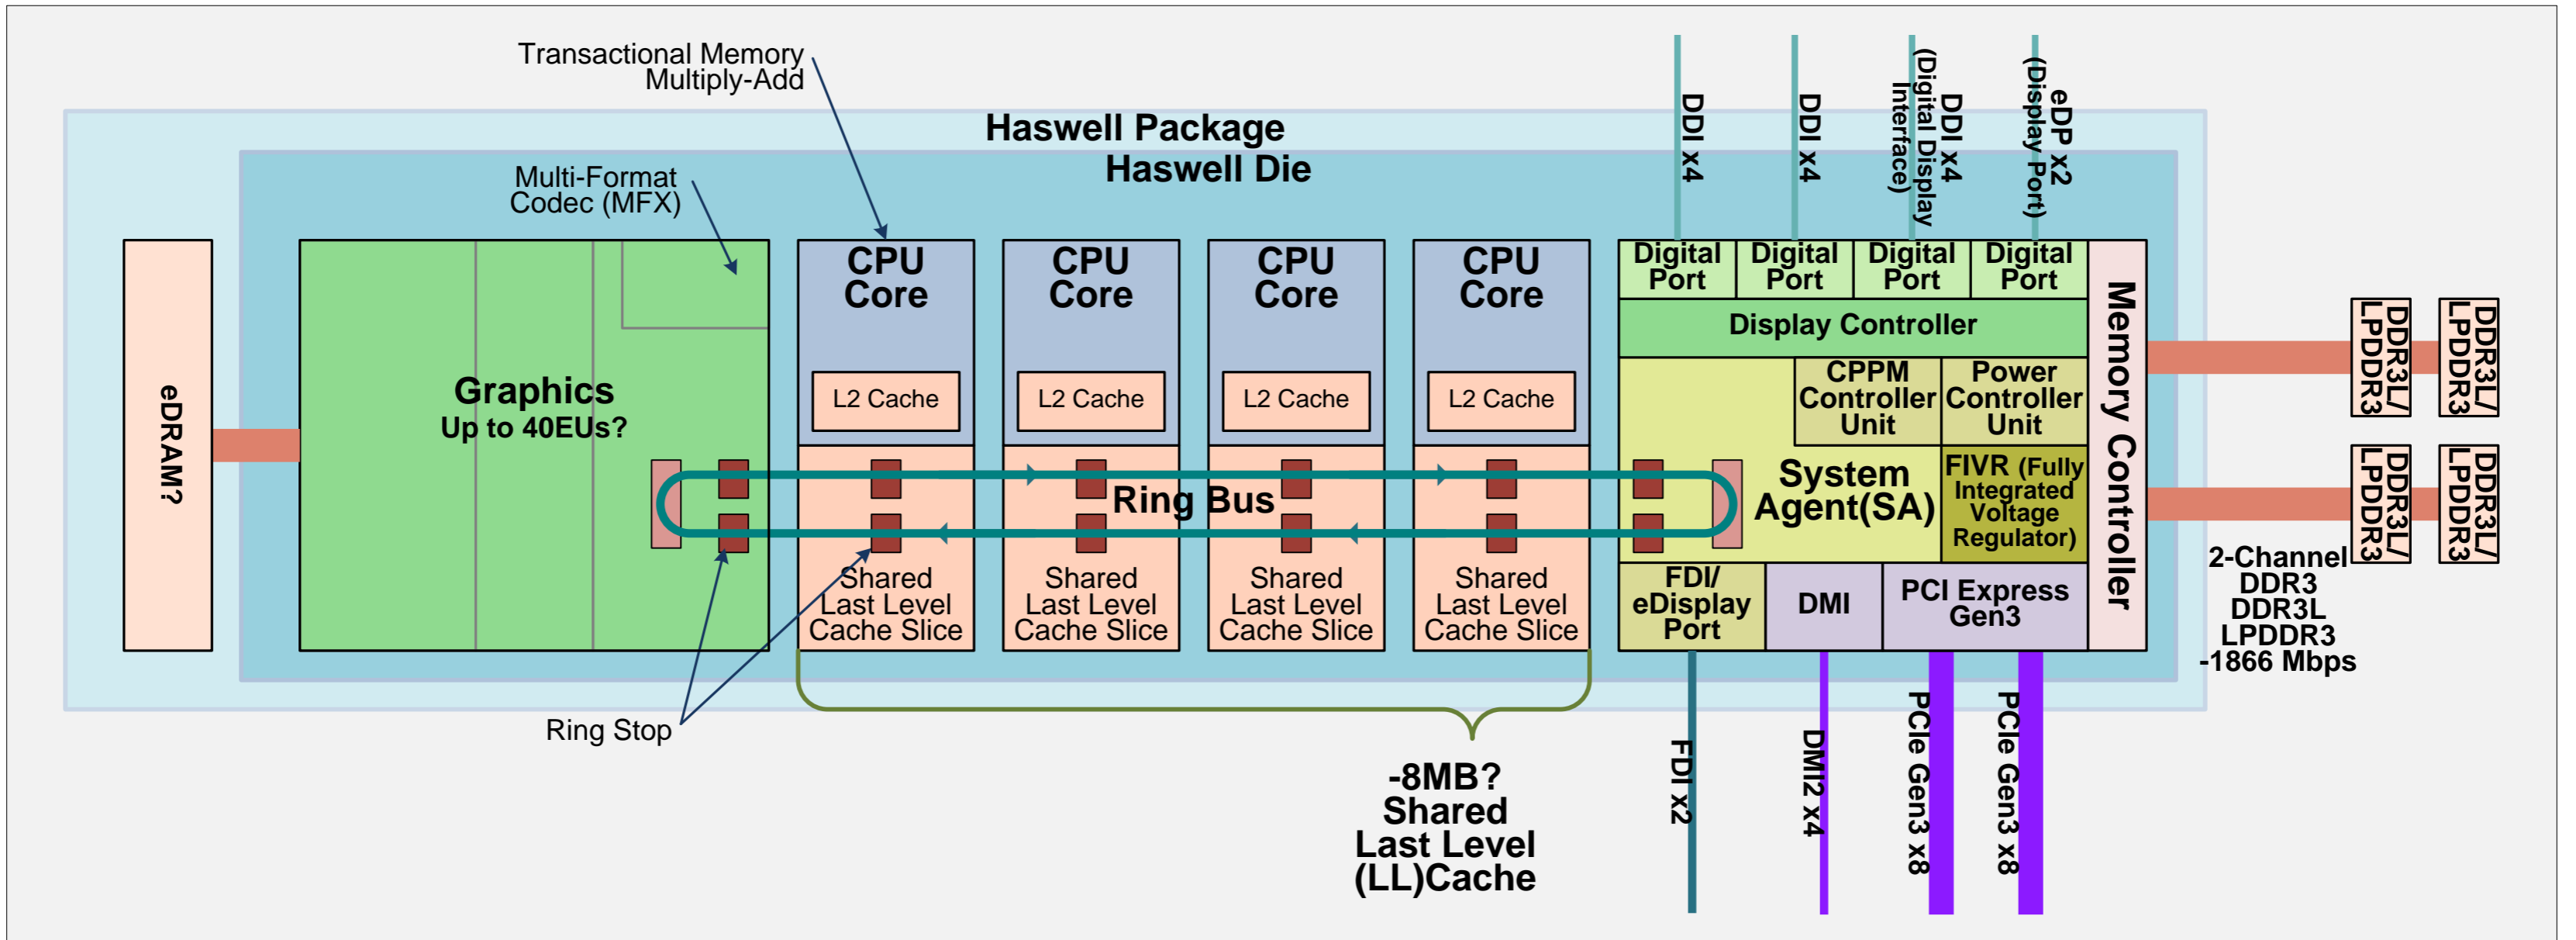 Transactional Memory
Multiply-Add
Haswell Package
Haswell Die
Multi-Format
Codec (MFX)
DDI x4
DDI x4
DDI x4
(Digital Display
Interface)
eDP x2
(Display Port)
eDRAM?
Graphics
Up to 40EUs?
CPU
Core
L2 Cache
Shared
Last Level
Cache Slice
CPU
Core
L2 Cache
Shared
Last Level
Cache Slice
CPU
Core
L2 Cache
Shared
Last Level
Cache Slice
CPU
Core
L2 Cache
Shared
Last Level
Cache Slice
Ring Bus
Ring Stop
Digital
Port
Digital
Port
Digital
Port
Digital
Port
Display Controller
CPPM
Controller
Unit
Power
Controller
Unit
System
Agent(SA)
FIVR (Fully
Integrated
Voltage
Regulator)
FDI/
eDisplay
Port
DMI
PCI Express
Gen3
Memory Controller
DDR3L/
LPDDR3
DDR3L/
LPDDR3
DDR3L/
LPDDR3
DDR3L/
LPDDR3
2-Channel
DDR3
DDR3L
LPDDR3
-1866 Mbps
-8MB?
Shared
Last Level
(LL)Cache
FDI x2
DMI2 x4
PCIe Gen3 x8
PCIe Gen3 x8